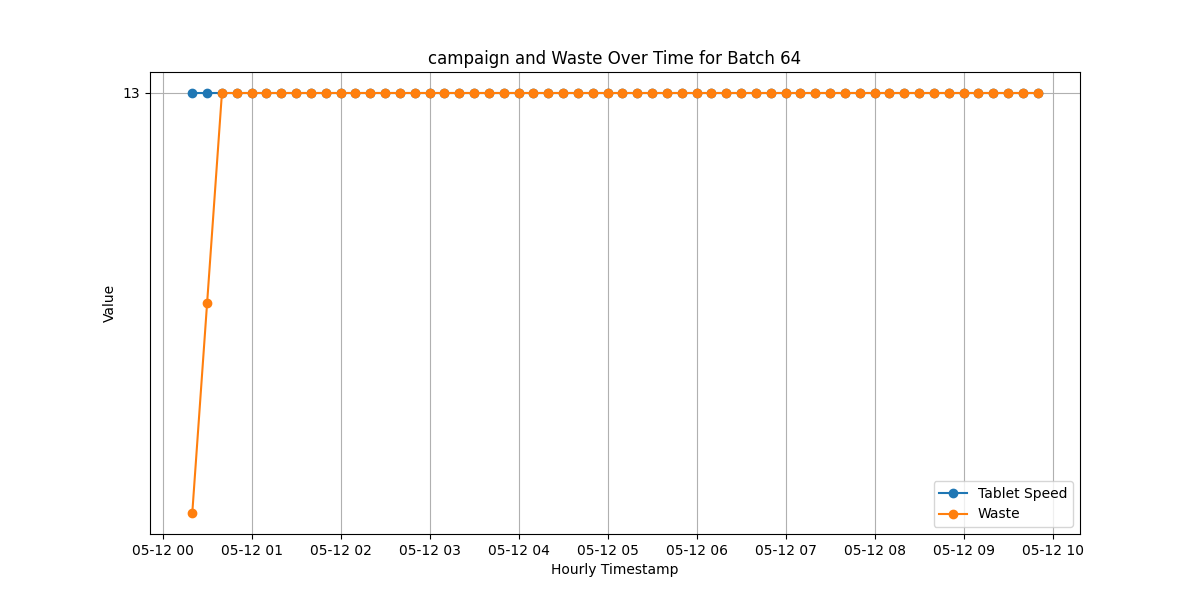 campaign and Waste Over Time for Batch 64
13
Value
Tablet Speed
Waste
05-12 00 05-12 01 05-12 02 05-12 03 05-12 04 05-12 05 05-12 06 05-12 07 05-12 08 05-12 09 05-12 10
Hourly Timestamp